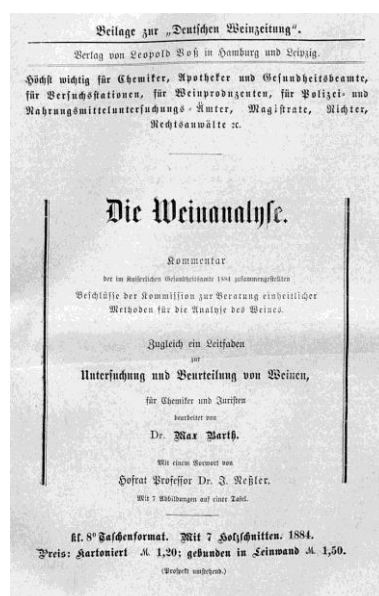 Beilage zur „Deutschen Weinzeitung“.
Verlag von Leopold Voß in Hamburg und Leipzig.
Höchst wichtig für Chemiker, Apotheker und Gesundheitsbeamte,
für Versuchsstationen, für Weinproduzenten, für Polizei- und
Nahrungsmitteluntersuchungs-Ämter, Magistrate, Richter,
Rechtsanwälte ꝛc.
Die Weinanalyse.
Kommentar
der im Kaiserlichen Gesundheitsamte 1884 zusammengestellten
Beschlüsse der Kommission zur Beratung einheitlicher
Methoden für die Analyse des Weines.
Zugleich ein Leitfaden
zur
Untersuchung und Beurteilung von Weinen,
für Chemiker und Juristen
bearbeitet von
Dr. Max Barth.
Mit einem Vorwort von
Hofrat Professor Dr. J. Neßler.
Mit 7 Abbildungen auf einer Tafel.
kl. 8° Taschenformat. Mit 7 Holzschnitten. 1884.
Preis: Kartoniert M. 1,20; gebunden in Leinwand M. 1,50.
(Prospekt umstehend.)